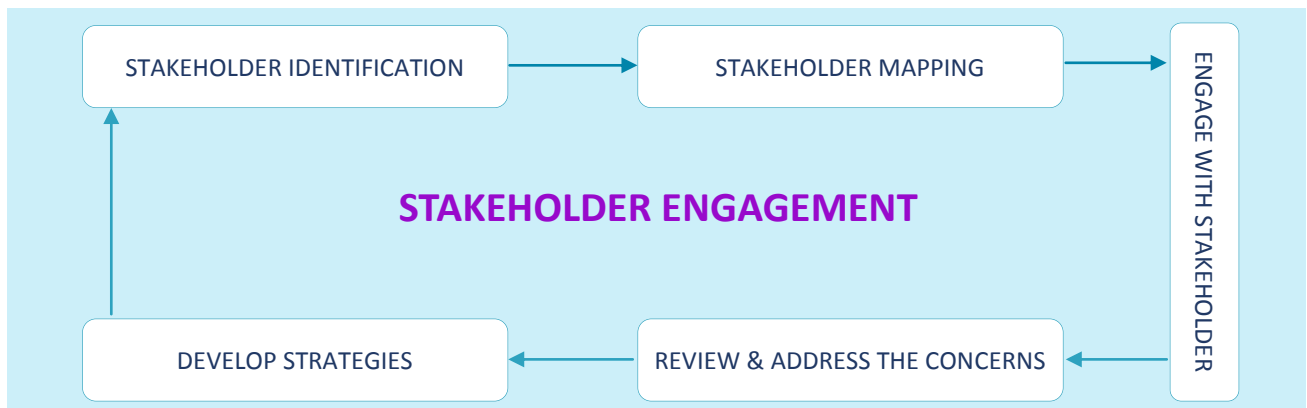 STAKEHOLDER IDENTIFICATION
STAKEHOLDER MAPPING
ENGAGE WITH STAKEHOLDER
STAKEHOLDER ENGAGEMENT
DEVELOP STRATEGIES
REVIEW & ADDRESS THE CONCERNS